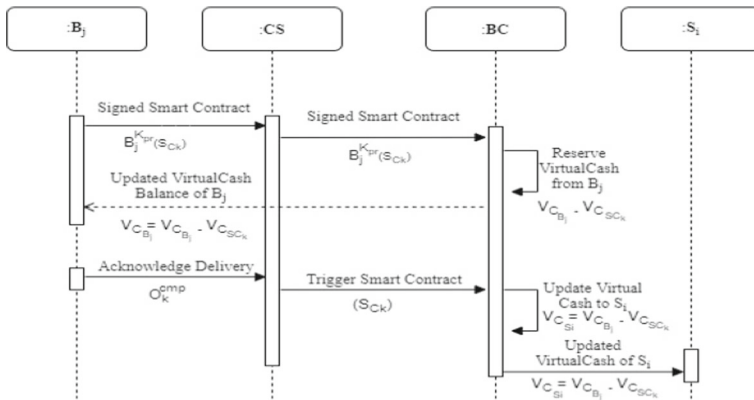 :Bj :CS :BC :Si
Signed Smart Contract
Bj^Kpr(SCk)
Signed Smart Contract
Bj^Kpr(SCk)
Reserve
VirtualCash
from Bj
VCBj - VCSCk
Updated VirtualCash
Balance of Bj
VCBj = VCBj - VCSCk
Acknowledge Delivery
Ok^cmp
Trigger Smart Contract
(SCk)
Update Virtual
Cash to Si
VCSi = VCBj - VCSCk
Updated
VirtualCash of Si
VCSi = VCBj - VCSCk